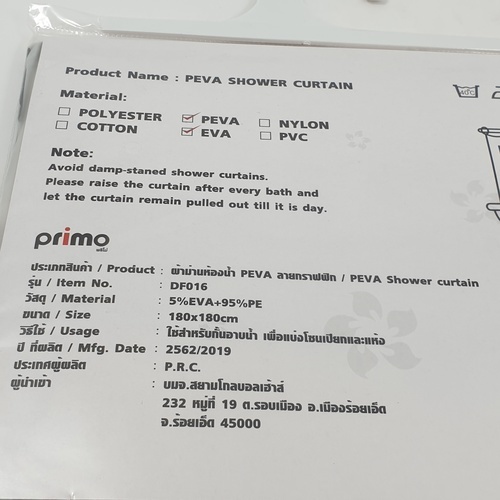 Product Name : PEVA SHOWER CURTAIN
Material:
☐ POLYESTER ☑ PEVA ☐ NYLON
☐ COTTON ☑ EVA ☐ PVC
Note:
Avoid damp-staned shower curtains.
Please raise the curtain after every bath and
let the curtain remain pulled out till it is day.
primo
พรีโม่
ประเภทสินค้า / Product : ผ้าม่านห้องน้ำ PEVA ลายกราฟฟิก / PEVA Shower curtain
รุ่น / Item No. : DF016
วัสดุ / Material : 5%EVA+95%PE
ขนาด / Size : 180x180cm
วิธีใช้ / Usage : ใช้สำหรับกั้นอาบน้ำ เพื่อแบ่งโซนเปียกและแห้ง
ปี ที่ผลิต / Mfg. Date : 2562/2019
ประเทศผู้ผลิต : P.R.C.
ผู้นำเข้า : บมจ.สยามโกลบอลเฮ้าส์
232 หมู่ที่ 19 ต.รอบเมือง อ.เมืองร้อยเอ็ด
จ.ร้อยเอ็ด 45000